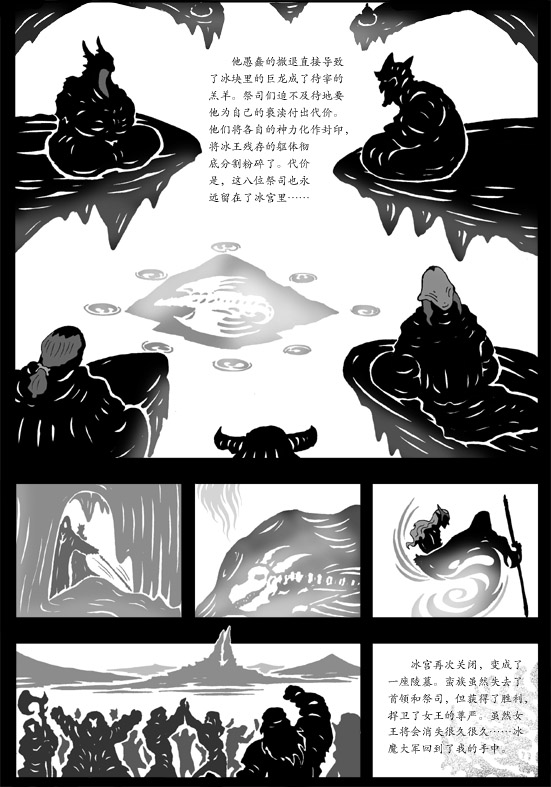 他愚蠢的撤退直接导致
了冰块里的巨龙成了待宰的
羔羊。祭司们迫不及待地要
他为自己的亵渎付出代价。
他们将各自的神力化作封印，
将冰王残存的躯体彻
底分割粉碎了。代价
是，这八位祭司也永
远留在了冰宫里……
冰宫再次关闭，变成了
一座陵墓。蛮族虽然失去了
首领和祭司，但获得了胜利，
捍卫了女王的尊严。虽然女
王将会消失很久很久……冰
魔大军回到了我的手中。